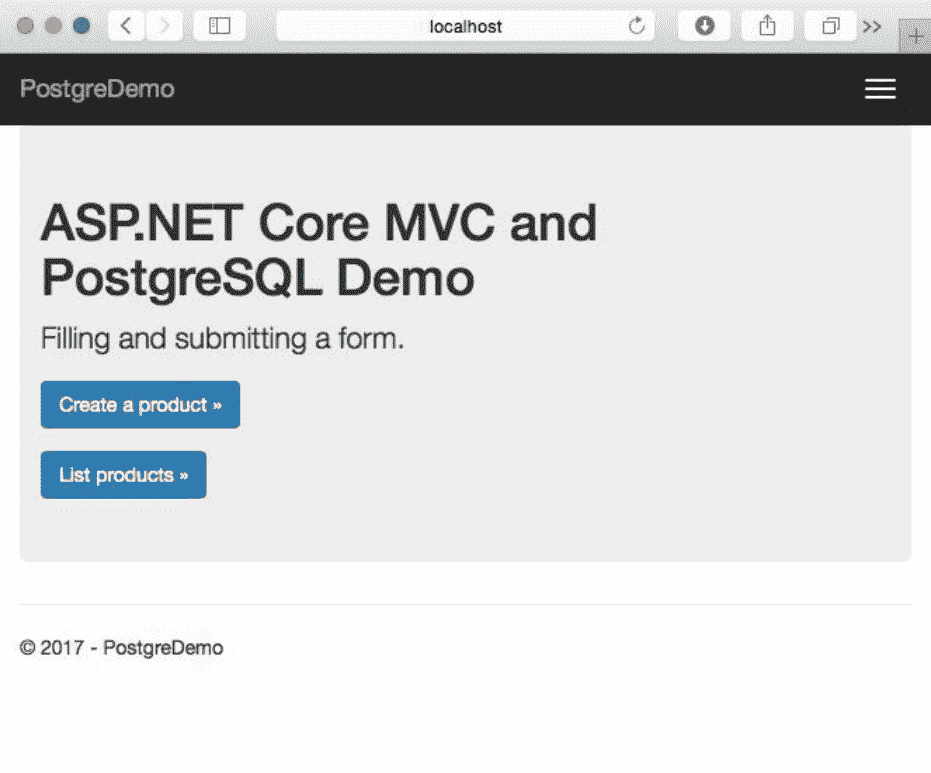 localhost
PostgreDemo
ASP.NET Core MVC and
PostgreSQL Demo
Filling and submitting a form.
Create a product »
List products »
© 2017 - PostgreDemo